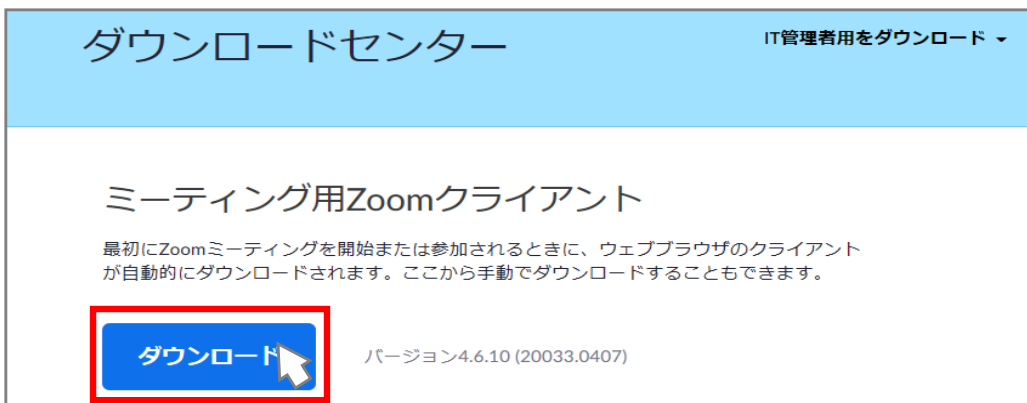 ダウンロードセンター
IT管理者用をダウンロード
ミーティング用Zoomクライアント
最初にZoomミーティングを開始または参加されるときに、ウェブブラウザのクライアント
が自動的にダウンロードされます。ここから手動でダウンロードすることもできます。
ダウンロード
バージョン4.6.10 (20033.0407)